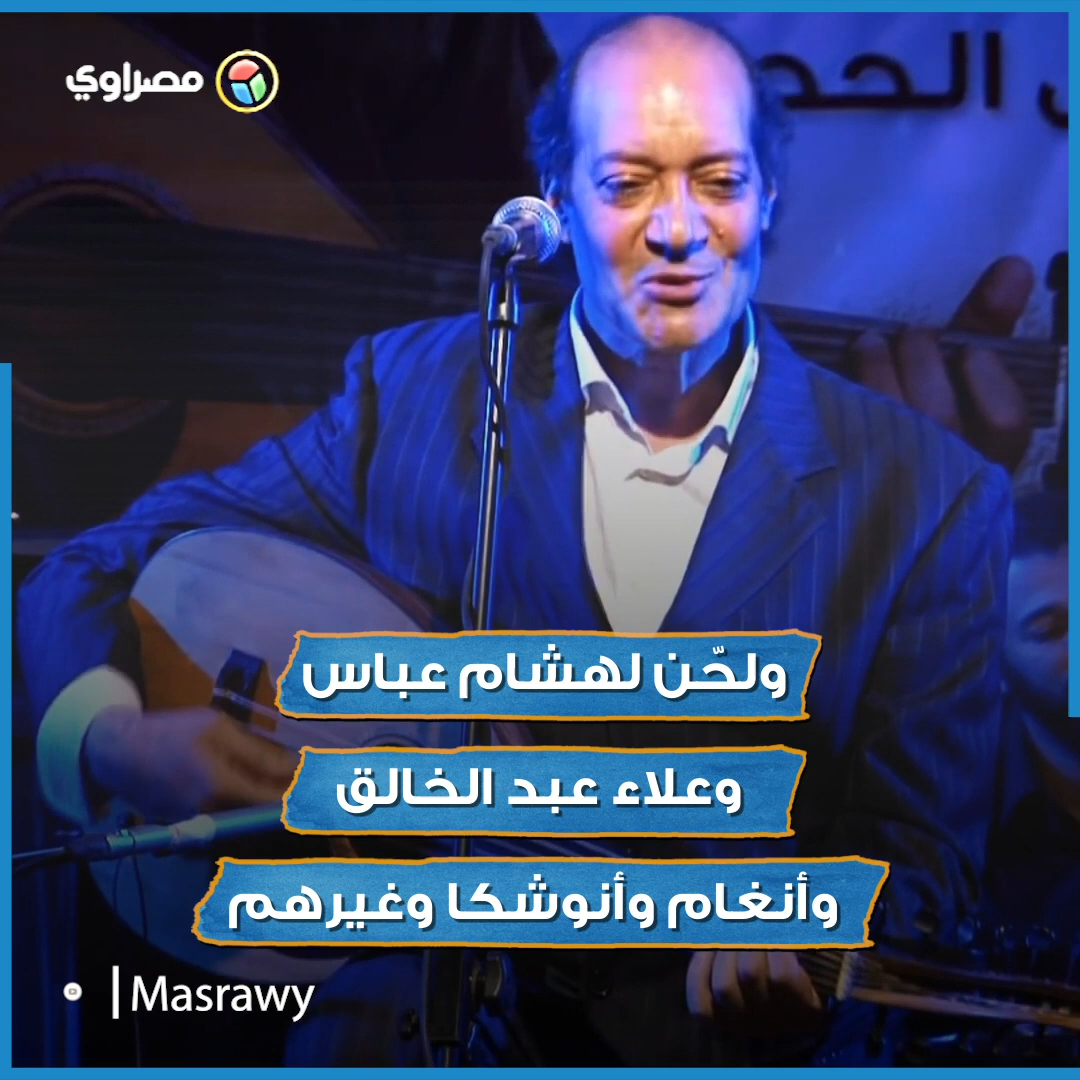 مصراوي
ولحّن لهشام عباس
وعلاء عبد الخالق
وأنغام وأنوشكا وغيرهم
Masrawy